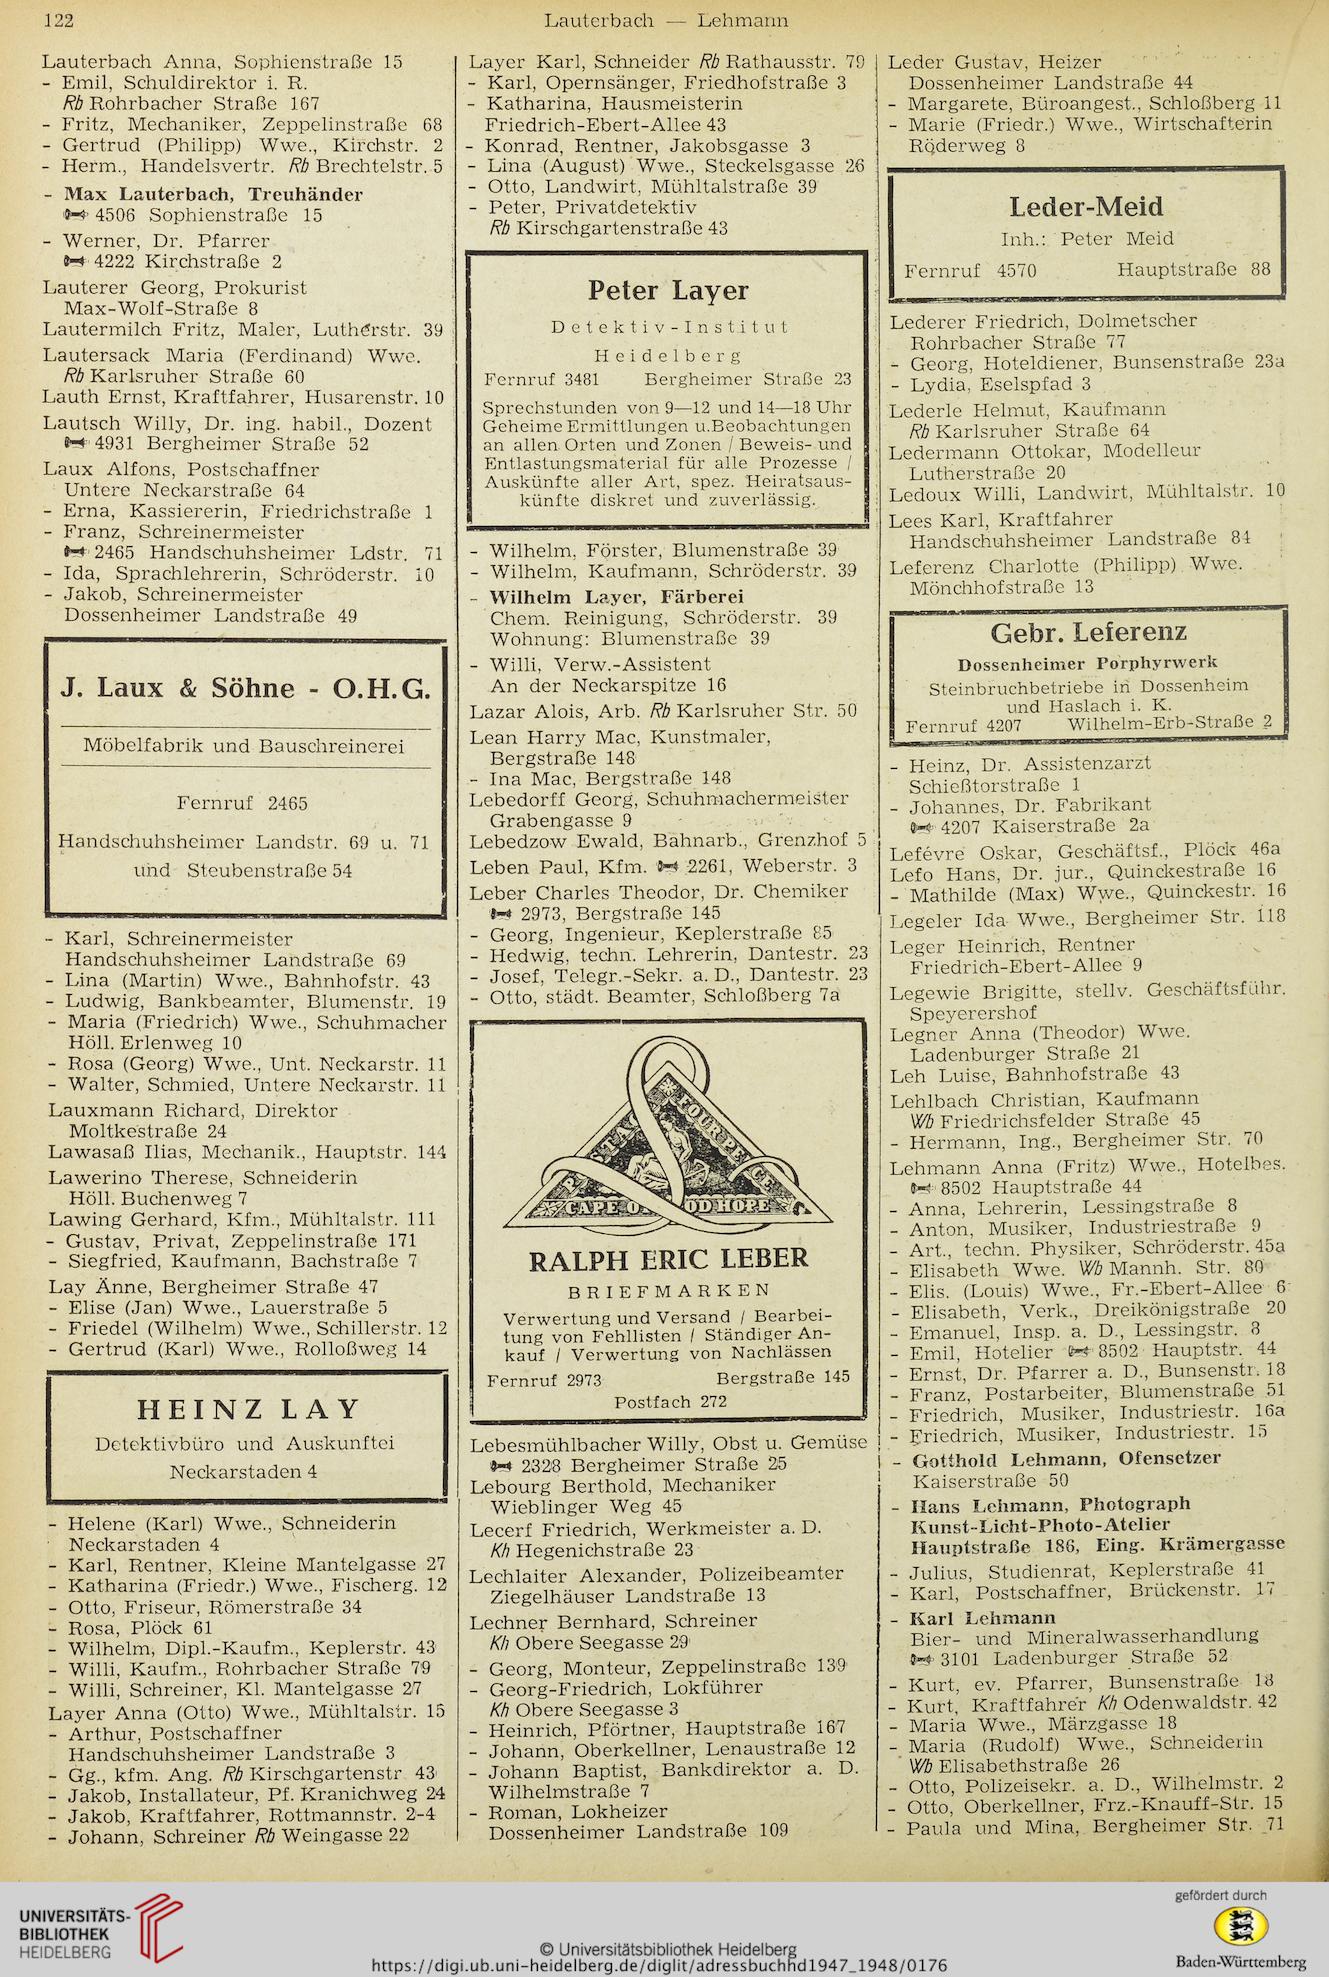 122
Lauterbach — Lehmann
Lauterbach Anna, Sophienstraße 15
- Emil, Schuldirektor i. R.
Rb Rohrbacher Straße 167
- Fritz, Mechaniker, Zeppelinstraße 68
- Gertrud (Philipp) Wwe., Kirchstr. 2
- Herm., Handelsvertr. Rb Brechtelstr. 5
- Max Lauterbach, Treuhänder
4506 Sophienstraße 15
- Werner, Dr. Pfarrer
4222 Kirchstraße 2
Lauterer Georg, Prokurist
Max-Wolf-Straße 8
Lautermilch Fritz, Maler, Lutherstr. 39
Lautersack Maria (Ferdinand) Wwe.
Rb Karlsruher Straße 60
Lauth Ernst, Kraftfahrer, Husarenstr. 10
Lautsch Willy, Dr. ing. habil., Dozent
4931 Bergheimer Straße 52
Laux Alfons, Postschaffner
Untere Neckarstraße 64
- Erna, Kassiererin, Friedrichstraße 1
- Franz, Schreinermeister
2465 Handschuhsheimer Ldstr. 71
- Ida, Sprachlehrerin, Schröderstr. 10
- Jakob, Schreinermeister
Dossenheimer Landstraße 49
J. Laux & Söhne - O.H.G.
Möbelfabrik und Bauschreinerei
Fernruf 2465
Handschuhsheimer Landstr. 69 u. 71
und Steubenstraße 54
- Karl, Schreinermeister
Handschuhsheimer Landstraße 69
- Lina (Martin) Wwe., Bahnhofstr. 43
- Ludwig, Bankbeamter, Blumenstr. 19
- Maria (Friedrich) Wwe., Schuhmacher
Höll. Erlenweg 10
- Rosa (Georg) Wwe., Unt. Neckarstr. 11
- Walter, Schmied, Untere Neckarstr. 11
Lauxmann Richard, Direktor
Moltkestraße 24
Lawasaß Ilias, Mechanik., Hauptstr. 144
Lawerino Therese, Schneiderin
Höll. Buchenweg 7
Lawing Gerhard, Kfm., Mühltalstr. 111
- Gustav, Privat, Zeppelinstraße 171
- Siegfried, Kaufmann, Bachstraße 7
Lay Änne, Bergheimer Straße 47
- Elise (Jan) Wwe., Lauerstraße 5
- Friedel (Wilhelm) Wwe., Schillerstr. 12
- Gertrud (Karl) Wwe., Rolloßweg 14
HEINZ LAY
Detektivbüro und Auskunftei
Neckarstaden 4
- Helene (Karl) Wwe., Schneiderin
Neckarstaden 4
- Karl, Rentner, Kleine Mantelgasse 27
- Katharina (Friedr.) Wwe., Fischerg. 12
- Otto, Friseur, Römerstraße 34
- Rosa, Plöck 61
- Wilhelm, Dipl.-Kaufm., Keplerstr. 43
- Willi, Kaufm., Rohrbacher Straße 79
- Willi, Schreiner, Kl. Mantelgasse 27
Layer Anna (Otto) Wwe., Mühltalstr. 15
- Arthur, Postschaffner
Handschuhsheimer Landstraße 3
- Gg., kfm. Ang. Rb Kirschgartenstr 43
- Jakob, Installateur, Pf. Kranichweg 24
- Jakob, Kraftfahrer, Rottmannstr. 2-4
- Johann, Schreiner Rb Weingasse 22
Layer Karl, Schneider Rb Rathausstr. 79
- Karl, Opernsänger, Friedhofstraße 3
- Katharina, Hausmeisterin
Friedrich-Ebert-Allee 43
- Konrad, Rentner, Jakobsgasse 3
- Lina (August) Wwe., Steckelsgasse 26
- Otto, Landwirt, Mühltalstraße 39
- Peter, Privatdetektiv
Rb Kirschgartenstraße 43
Peter Layer
Detektiv-Institut
Heidelberg
Fernruf 3481 Bergheimer Straße 23
Sprechstunden von 9—12 und 14—18 Uhr
Geheime Ermittlungen u. Beobachtungen
an allen Orten und Zonen / Beweis- und
Entlastungsmaterial für alle Prozesse /
Auskünfte aller Art, spez. Heiratsaus-
künfte diskret und zuverlässig.
- Wilhelm, Förster, Blumenstraße 39
- Wilhelm, Kaufmann, Schröderstr. 39
- Wilhelm Layer, Färberei
Chem. Reinigung, Schröderstr. 39
Wohnung: Blumenstraße 39
- Willi, Verw.-Assistent
An der Neckarspitze 16
Lazar Alois, Arb. Rb Karlsruher Str. 50
Lean Harry Mac, Kunstmaler,
Bergstraße 148
- Ina Mac, Bergstraße 148
Lebedorff Georg, Schuhmachermeister
Grabengasse 9
Lebedzow Ewald, Bahnarb., Grenzhof 5
Leben Paul, Kfm. 2261, Weberstr. 3
Leber Charles Theodor, Dr. Chemiker
2973, Bergstraße 145
- Georg, Ingenieur, Keplerstraße 85
- Hedwig, techn. Lehrerin, Dantestr. 23
- Josef, Telegr.-Sekr. a. D., Dantestr. 23
- Otto, städt. Beamter, Schloßberg 7a
FOUR PENCE
CAPE O OD HOPE
RALPH ERIC LEBER
BRIEFMARKEN
Verwertung und Versand / Bearbei-
tung von Fehllisten / Ständiger An-
kauf / Verwertung von Nachlässen
Fernruf 2973 Bergstraße 145
Postfach 272
Lebesmühlbacher Willy, Obst u. Gemüse
2328 Bergheimer Straße 25
Lebourg Berthold, Mechaniker
Wieblinger Weg 45
Lecerf Friedrich, Werkmeister a. D.
Kh Hegenichstraße 23
Lechlaiter Alexander, Polizeibeamter
Ziegelhäuser Landstraße 13
Lechner Bernhard, Schreiner
Kh Obere Seegasse 29
- Georg, Monteur, Zeppelinstraße 139
- Georg-Friedrich, Lokführer
Kh Obere Seegasse 3
- Heinrich, Pförtner, Hauptstraße 167
- Johann, Oberkellner, Lenaustraße 12
- Johann Baptist, Bankdirektor a. D.
Wilhelmstraße 7
- Roman, Lokheizer
Dossenheimer Landstraße 109
Leder Gustav, Heizer
Dossenheimer Landstraße 44
- Margarete, Büroangest., Schloßberg 11
- Marie (Friedr.) Wwe., Wirtschafterin
Röderweg 8
Leder-Meid
Inh.: Peter Meid
Fernruf 4570 Hauptstraße 88
Lederer Friedrich, Dolmetscher
Rohrbacher Straße 77
- Georg, Hoteldiener, Bunsenstraße 23a
- Lydia, Eselspfad 3
Lederle Helmut, Kaufmann
Rb Karlsruher Straße 64
Ledermann Ottokar, Modelleur
Lutherstraße 20
Ledoux Willi, Landwirt, Mühltalstr. 10
Lees Karl, Kraftfahrer
Handschuhsheimer Landstraße 84
Leferenz Charlotte (Philipp) Wwe.
Mönchhofstraße 13
Gebr. Leferenz
Dossenheimer Porphyrwerk
Steinbruchbetriebe in Dossenheim
und Haslach i. K.
Fernruf 4207 Wilhelm-Erb-Straße 2
- Heinz, Dr. Assistenzarzt
Schießtorstraße 1
- Johannes, Dr. Fabrikant
4207 Kaiserstraße 2a
Lefévre Oskar, Geschäftsf., Plöck 46a
Lefo Hans, Dr. jur., Quinckestraße 16
- Mathilde (Max) Wwe., Quinckestr. 16
Legeler Ida Wwe., Bergheimer Str. 118
Leger Heinrich, Rentner
Friedrich-Ebert-Allee 9
Legewie Brigitte, stellv. Geschäftsführ.
Speyerershof
Legner Anna (Theodor) Wwe.
Ladenburger Straße 21
Leh Luise, Bahnhofstraße 43
Lehlbach Christian, Kaufmann
Wb Friedrichsfelder Straße 45
- Hermann, Ing., Bergheimer Str. 70
Lehmann Anna (Fritz) Wwe., Hotelbes.
8502 Hauptstraße 44
- Anna, Lehrerin, Lessingstraße 8
- Anton, Musiker, Industriestraße 9
- Art., techn. Physiker, Schröderstr. 45a
- Elisabeth Wwe. Wb Mannh. Str. 80
- Elis. (Louis) Wwe., Fr.-Ebert-Allee 6
- Elisabeth, Verk., Dreikönigstraße 20
- Emanuel, Insp. a. D., Lessingstr. 8
- Emil, Hotelier 8502 Hauptstr. 44
- Ernst, Dr. Pfarrer a. D., Bunsenstr. 18
- Franz, Postarbeiter, Blumenstraße 51
- Friedrich, Musiker, Industriestr. 16a
- Friedrich, Musiker, Industriestr. 15
- Gotthold Lehmann, Ofensetzer
Kaiserstraße 50
- Hans Lehmann, Photograph
Kunst-Licht-Photo-Atelier
Hauptstraße 186, Eing. Krämergasse
- Julius, Studienrat, Keplerstraße 41
- Karl, Postschaffner, Brückenstr. 17
- Karl Lehmann
Bier- und Mineralwasserhandlung
3101 Ladenburger Straße 52
- Kurt, ev. Pfarrer, Bunsenstraße 18
- Kurt, Kraftfahrer Kh Odenwaldstr. 42
- Maria Wwe., Märzgasse 18
- Maria (Rudolf) Wwe., Schneiderin
Wb Elisabethstraße 26
- Otto, Polizeisekr. a. D., Wilhelmstr. 2
- Otto, Oberkellner, Frz.-Knauff-Str. 15
- Paula und Mina, Bergheimer Str. 71
UNIVERSITÄTS-
BIBLIOTHEK
HEIDELBERG
© Universitätsbibliothek Heidelberg
https://digi.ub.uni-heidelberg.de/diglit/adressbuchhd1947_1948/0176
gefördert durch
Baden-Württemberg